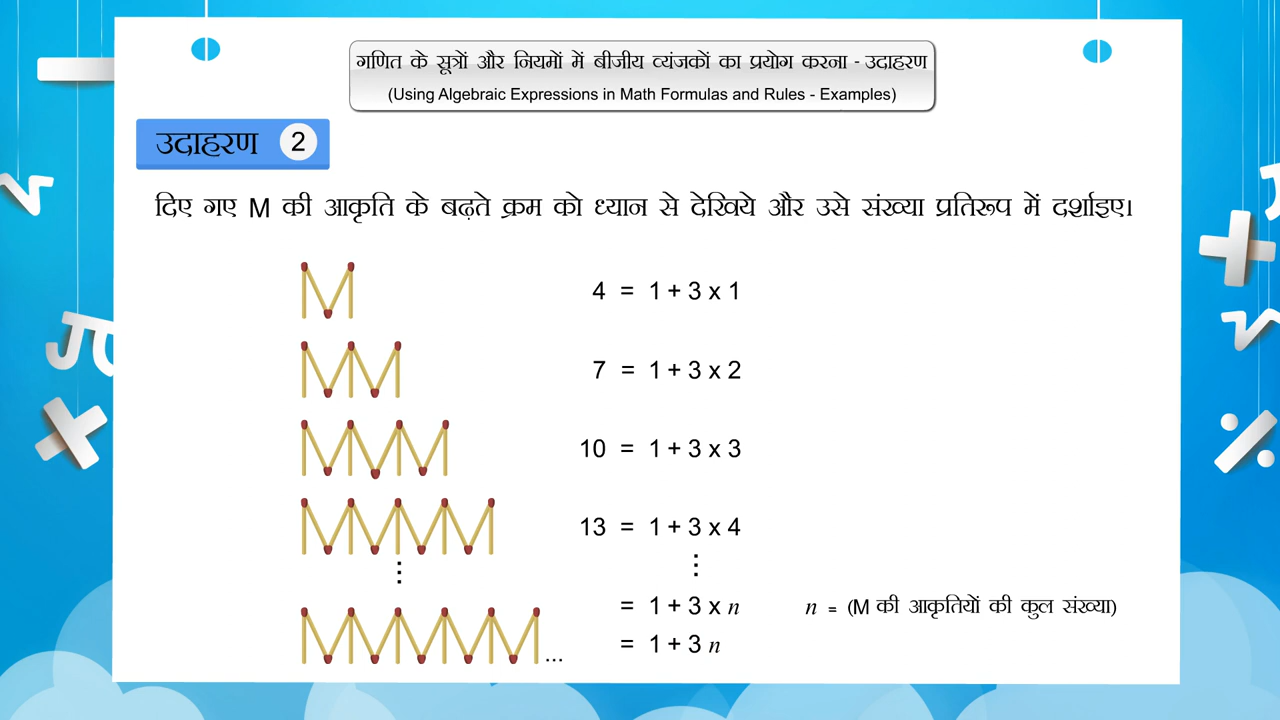 गणित के सूत्रों और नियमों में बीजीय व्यंजकों का प्रयोग करना - उदाहरण
(Using Algebraic Expressions in Math Formulas and Rules - Examples)
उदाहरण 2
दिए गए M की आकृति के बढ़ते क्रम को ध्यान से देखिये और उसे संख्या प्रतिरूप में दर्शाइए।
4 = 1 + 3 x 1
7 = 1 + 3 x 2
10 = 1 + 3 x 3
13 = 1 + 3 x 4
⋮ ⋮
= 1 + 3 x n n = (M की आकृतियों की कुल संख्या)
... = 1 + 3 n